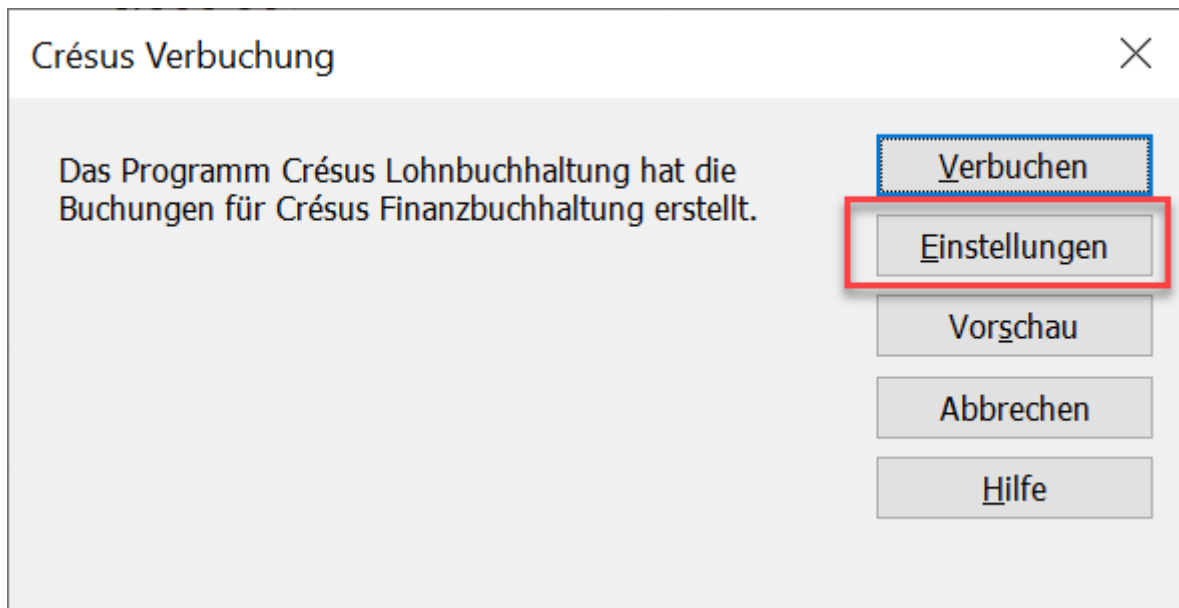 Crésus Verbuchung
Das Programm Crésus Lohnbuchhaltung hat die
Buchungen für Crésus Finanzbuchhaltung erstellt.
Verbuchen
Einstellungen
Vorschau
Abbrechen
Hilfe